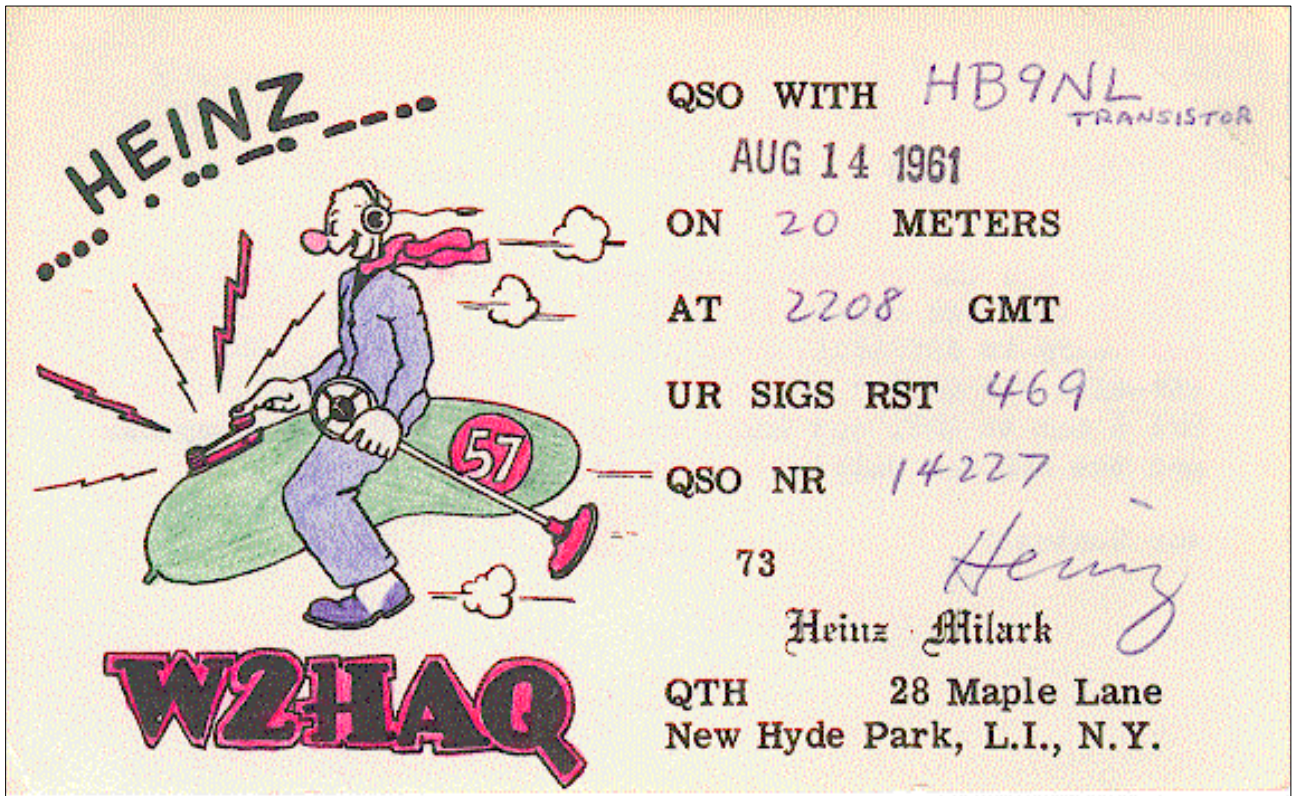 HEINZ
.... . .. -. --..
57
W2HAQ
QSO WITH HB9NL
TRANSISTOR
AUG 14 1961
ON 20 METERS
AT 2208 GMT
UR SIGS RST 469
QSO NR 14227
73 Heinz
Heinz Milark
QTH 28 Maple Lane
New Hyde Park, L.I., N.Y.